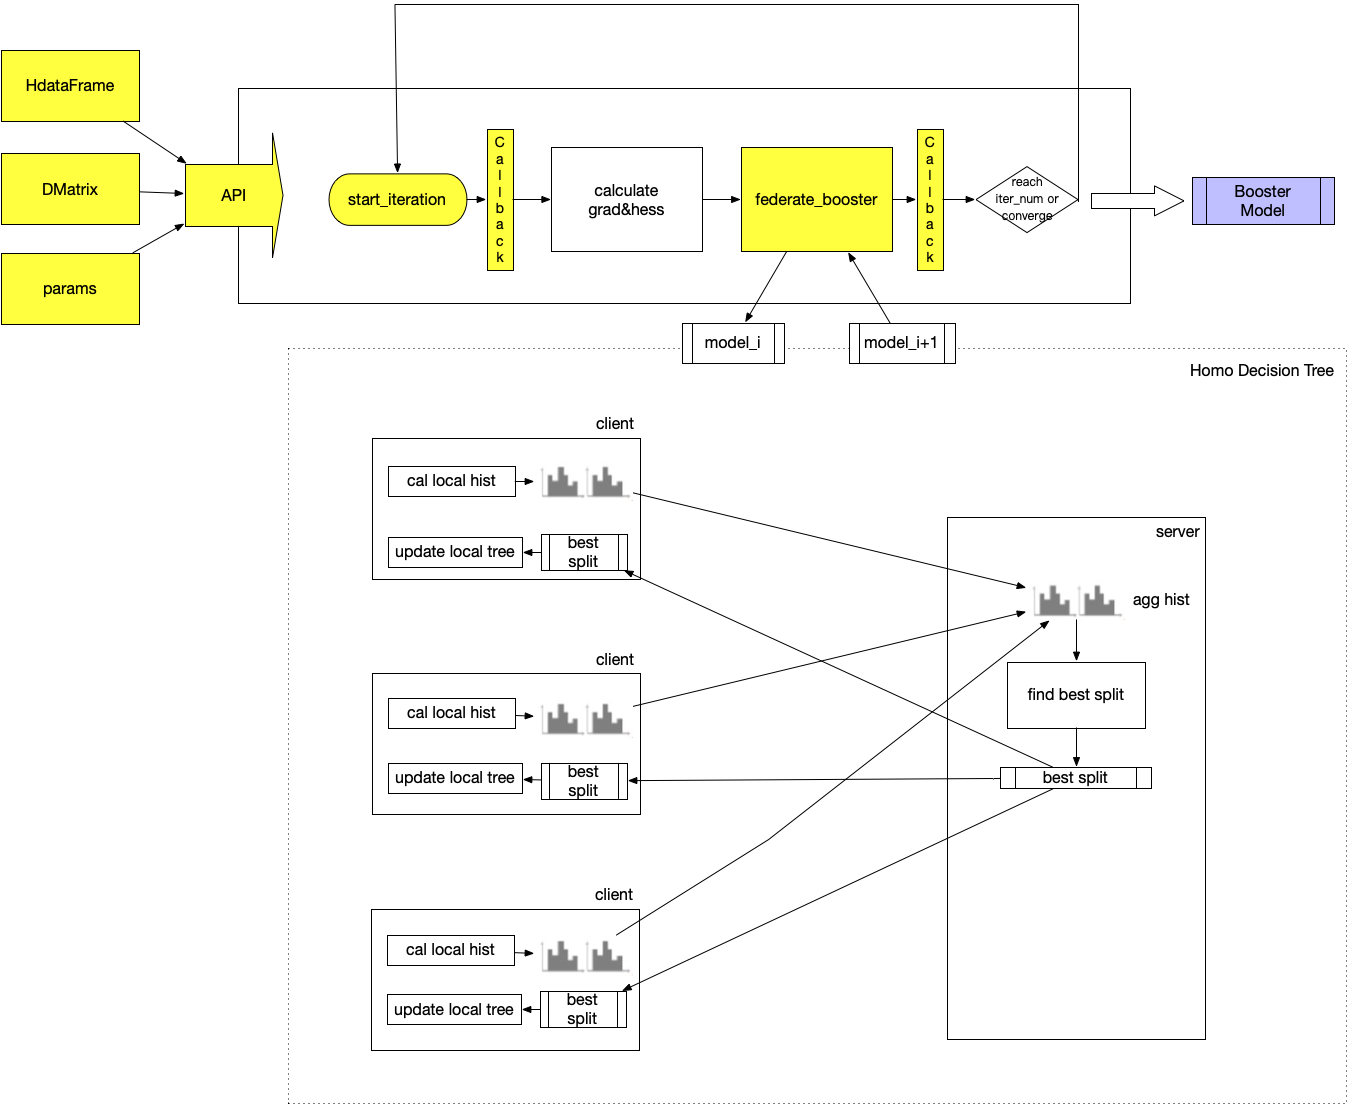 HdataFrame
DMatrix
params
API
start_iteration
Callback
calculate
grad&hess
federate_booster
Callback
reach
iter_num or
converge
Booster
Model
model_i
model_i+1
Homo Decision Tree
client
cal local hist
update local tree
best
split
client
cal local hist
update local tree
best
split
client
cal local hist
update local tree
best
split
server
agg hist
find best split
best split